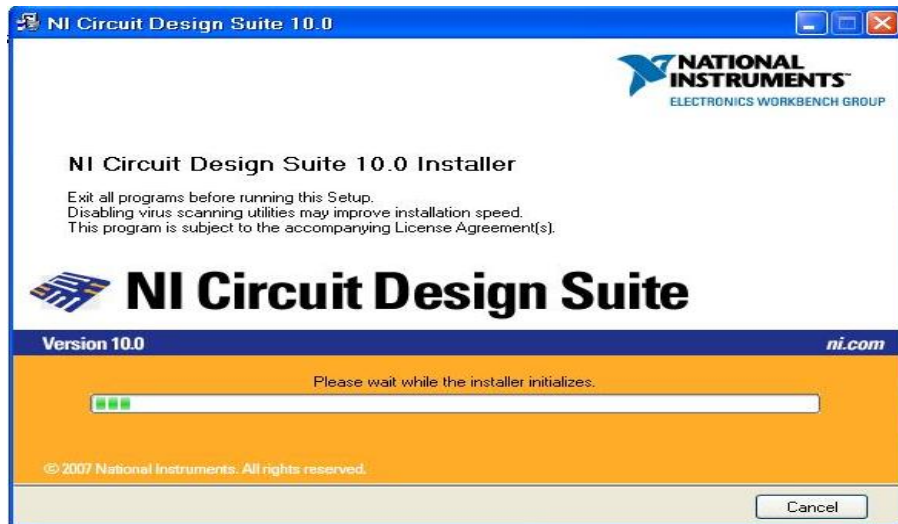 NI Circuit Design Suite 10.0
NATIONAL
INSTRUMENTS™
ELECTRONICS WORKBENCH GROUP
NI Circuit Design Suite 10.0 Installer
Exit all programs before running this Setup.
Disabling virus scanning utilities may improve installation speed.
This program is subject to the accompanying License Agreement(s).
NI Circuit Design Suite
Version 10.0 ni.com
Please wait while the installer initializes.
© 2007 National Instruments. All rights reserved.
Cancel